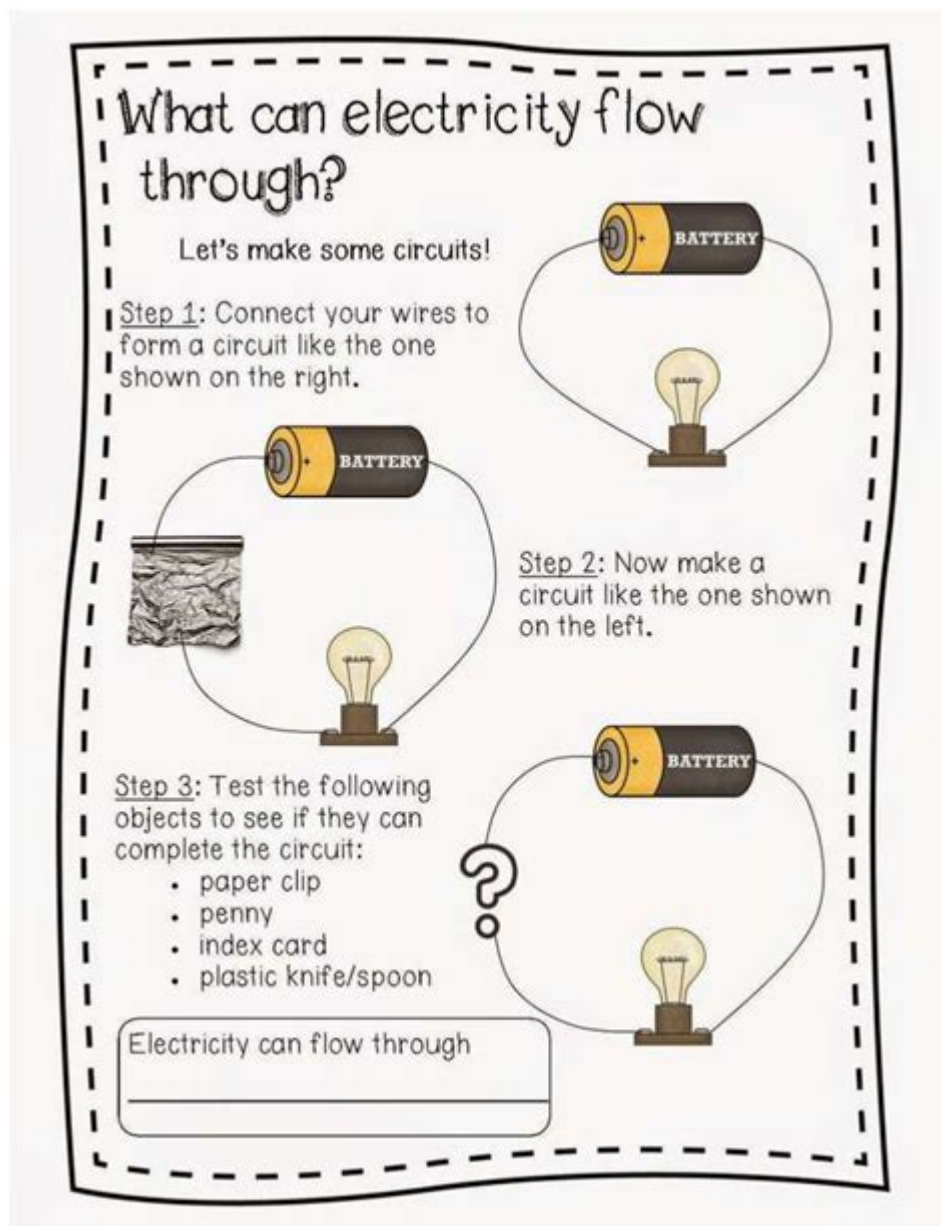 What can electricity flow
through?
Let's make some circuits!
BATTERY
Step 1: Connect your wires to
form a circuit like the one
shown on the right.
BATTERY
Step 2: Now make a
circuit like the one shown
on the left.
BATTERY
Step 3: Test the following
objects to see if they can
complete the circuit:
• paper clip
• penny
• index card
• plastic knife/spoon
?
Electricity can flow through